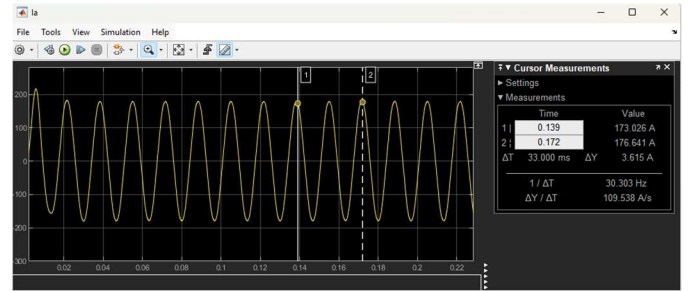 Ia
File Tools View Simulation Help
1 2
Cursor Measurements
Settings
Measurements
Time Value
1 | 0.139 173.026 A
2 ¦ 0.172 176.641 A
ΔT 33.000 ms ΔY 3.615 A
1 / ΔT 30.303 Hz
ΔY / ΔT 109.538 A/s
200
100
0
-100
-300
0.02 0.04 0.06 0.08 0.1 0.12 0.14 0.16 0.18 0.2 0.22